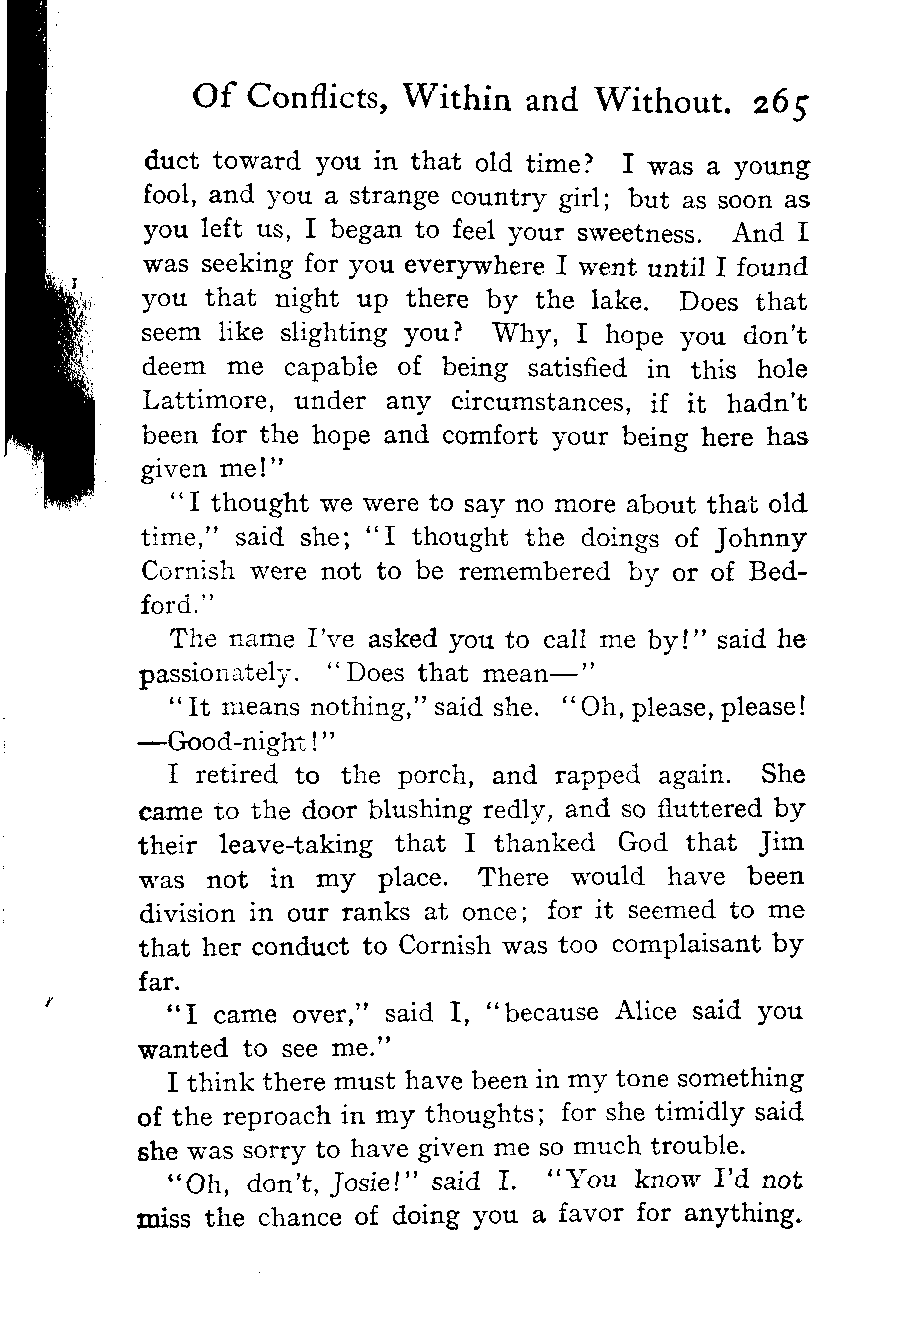 Of Conflicts, Within and Without. 265
duct toward you in that old time? I was a young
fool, and you a strange country girl; but as soon as
you left us, I began to feel your sweetness. And I
was seeking for you everywhere I went until I found
you that night up there by the lake. Does that
seem like slighting you? Why, I hope you don't
deem me capable of being satisfied in this hole
Lattimore, under any circumstances, if it hadn't
been for the hope and comfort your being here has
given me!"
"I thought we were to say no more about that old
time," said she; "I thought the doings of Johnny
Cornish were not to be remembered by or of Bed-
ford."
The name I've asked you to call me by!" said he
passionately. "Does that mean—"
"It means nothing," said she. "Oh, please, please!
—Good-night!"
I retired to the porch, and rapped again. She
came to the door blushing redly, and so fluttered by
their leave-taking that I thanked God that Jim
was not in my place. There would have been
division in our ranks at once; for it seemed to me
that her conduct to Cornish was too complaisant by
far.
"I came over," said I, "because Alice said you
wanted to see me."
I think there must have been in my tone something
of the reproach in my thoughts; for she timidly said
she was sorry to have given me so much trouble.
"Oh, don't, Josie!" said I. "You know I'd not
miss the chance of doing you a favor for anything.